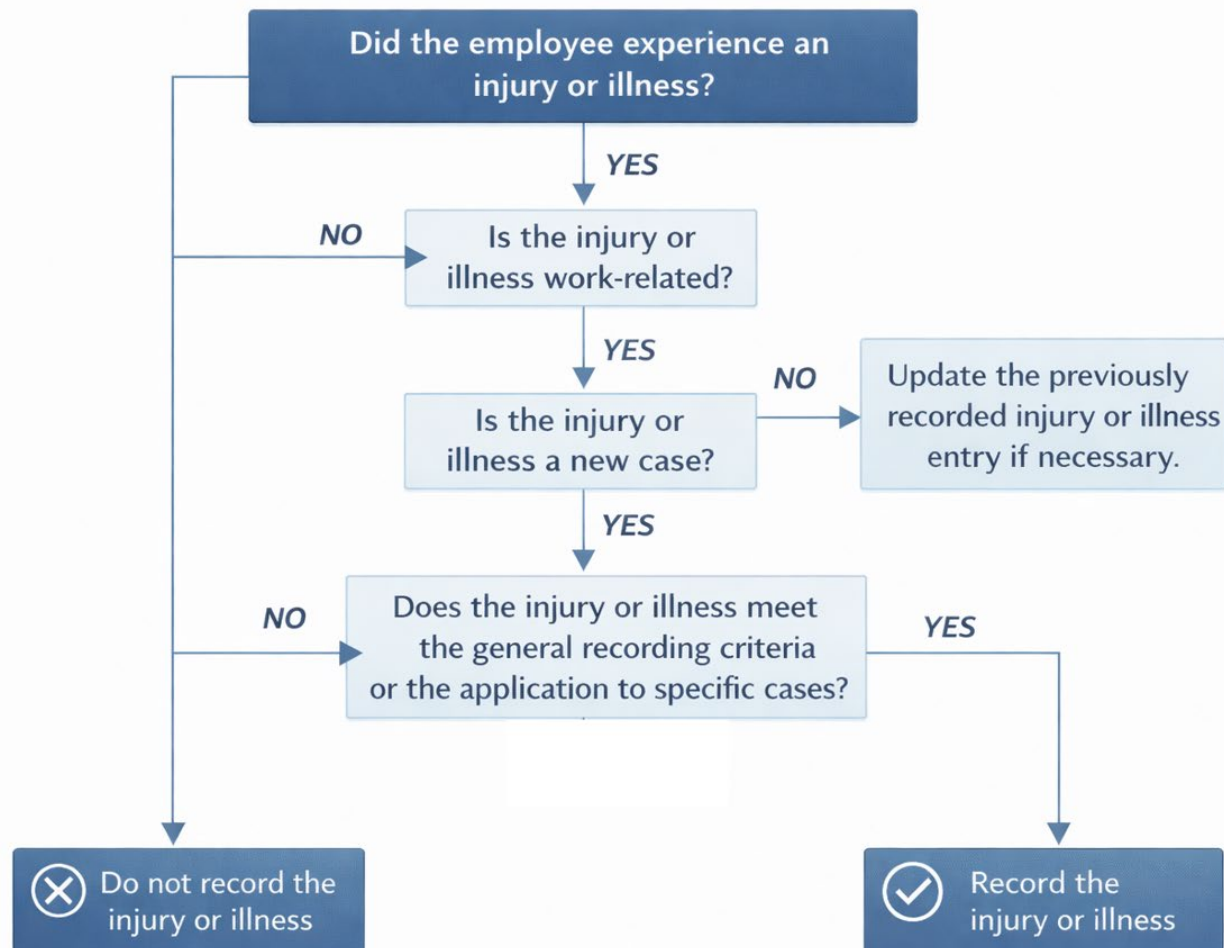 Did the employee experience an
injury or illness?
YES
NO
Is the injury or
illness work-related?
YES
NO
Update the previously
recorded injury or illness
entry if necessary.
Is the injury or
illness a new case?
YES
NO
Does the injury or illness meet
the general recording criteria
or the application to specific cases?
YES
Do not record the
injury or illness
Record the
injury or illness